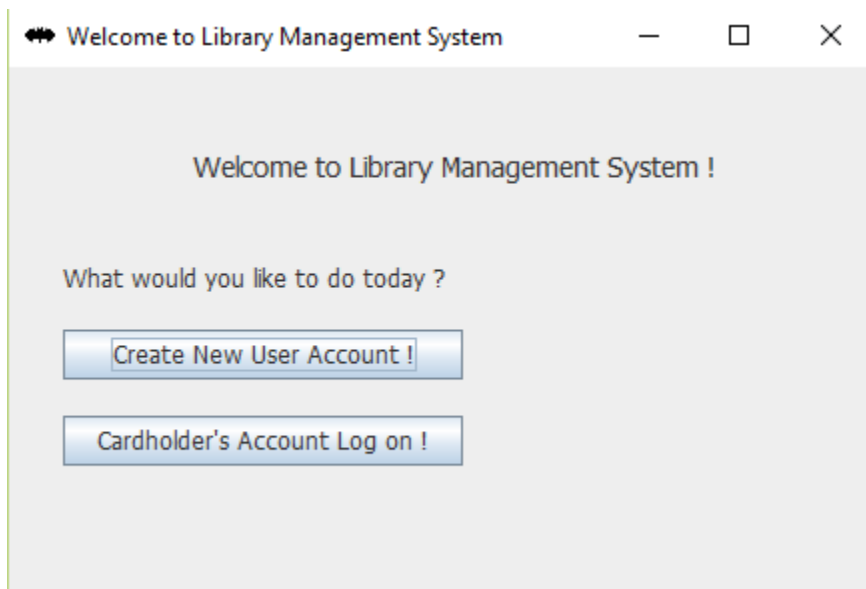 Welcome to Library Management System
Welcome to Library Management System !
What would you like to do today ?
Create New User Account !
Cardholder's Account Log on !